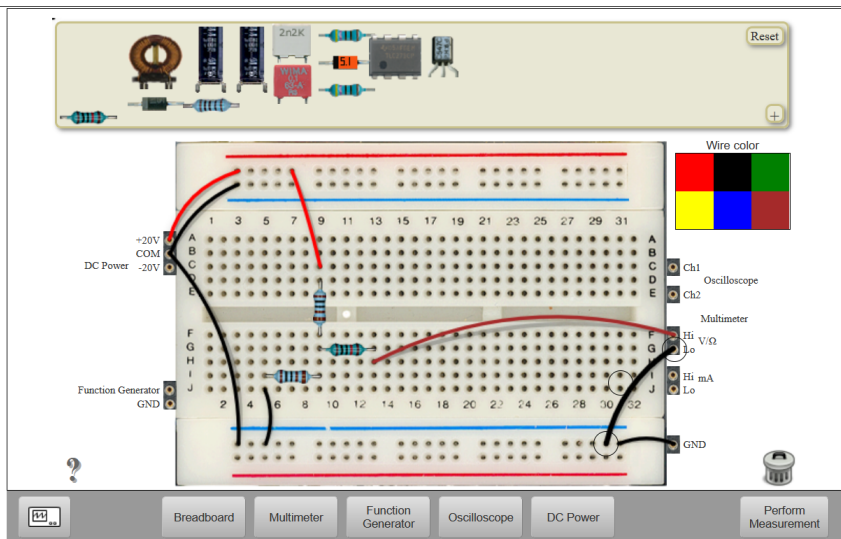 2n2K
Reset
WIMA
5.1
+
Wire color
1 3 5 7 9 11 13 15 17 19 21 23 25 27 29 31
+20V
COM
DC Power -20V
A
B
C
D
E
A
B
C
D
E
Ch1
Oscilloscope
Ch2
Multimeter
F
G
H
I
J
F
G
H
I
J
Hi
V/Ω
Lo
Hi
mA
Lo
Function Generator
GND
2 4 6 8 10 12 14 16 18 20 22 24 26 28 30 32
GND
?
Breadboard
Multimeter
Function
Generator
Oscilloscope
DC Power
Perform
Measurement